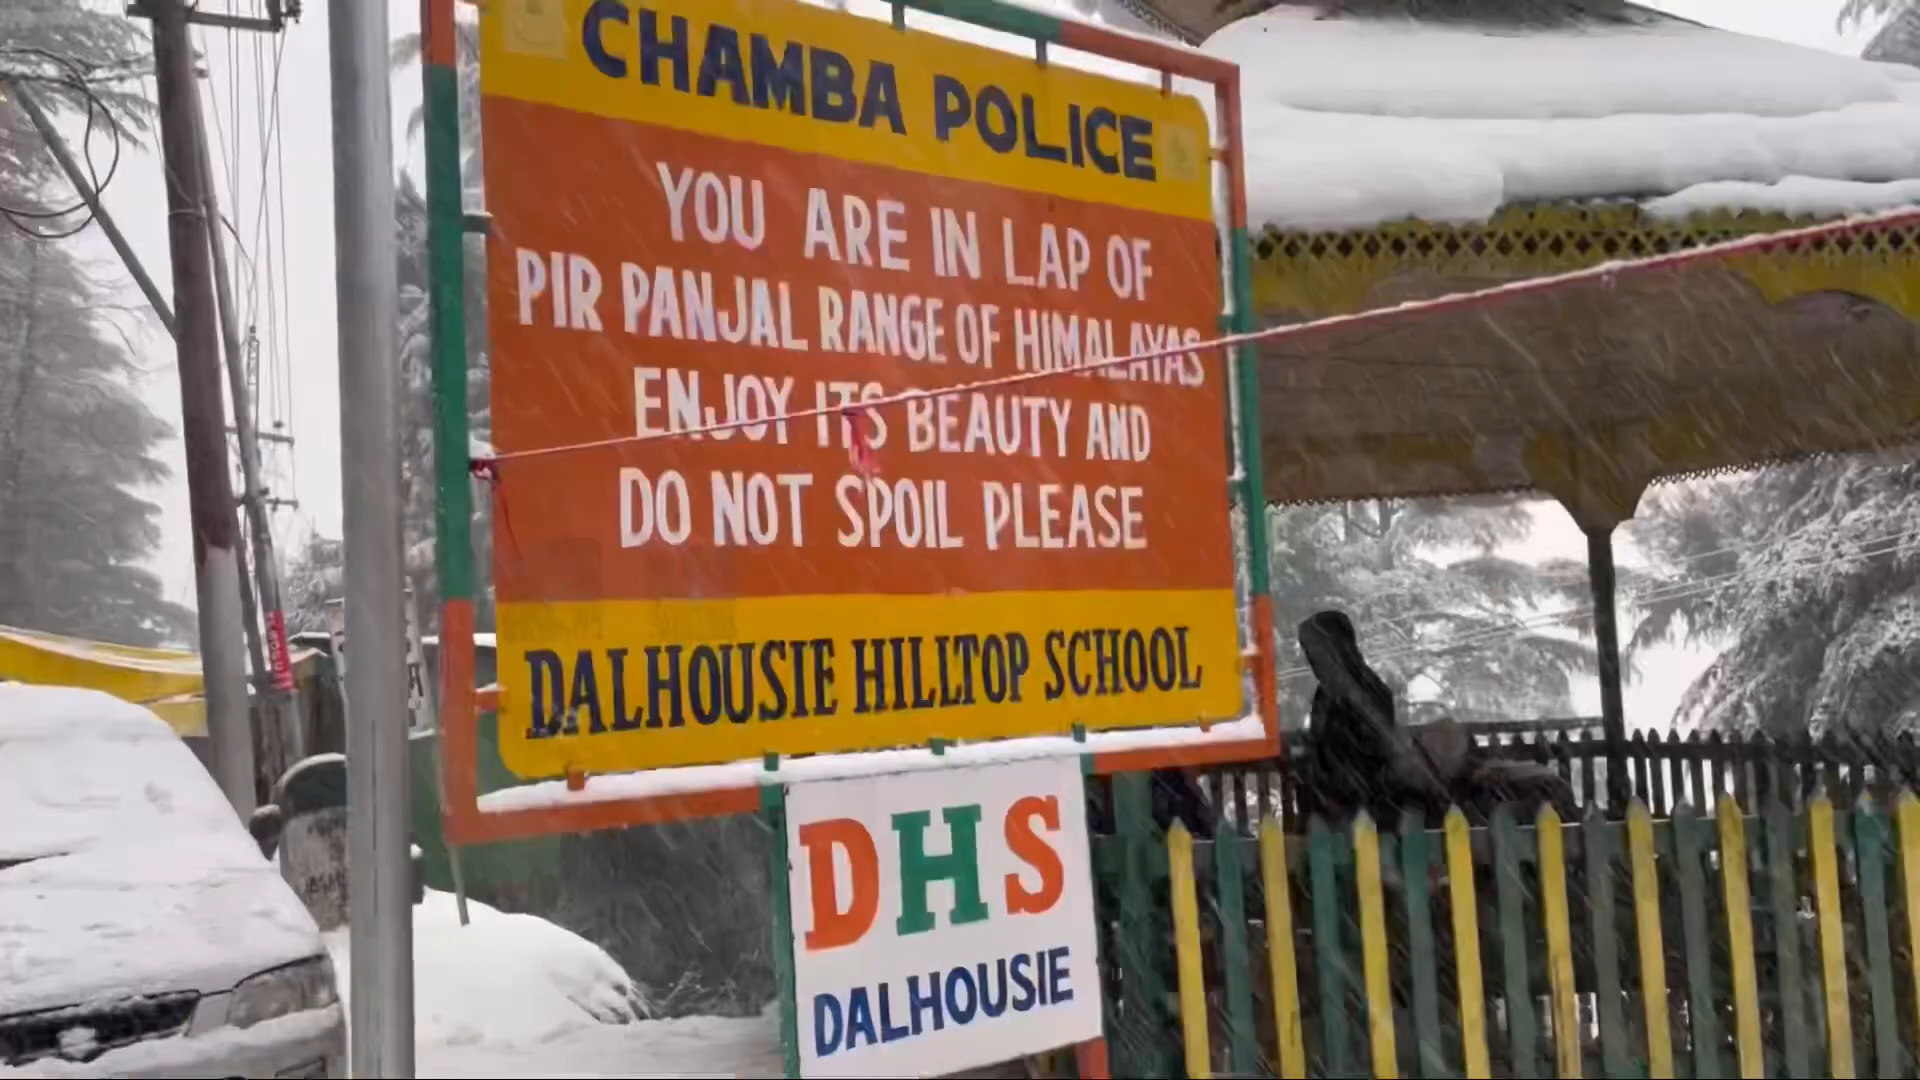 CHAMBA POLICE
YOU ARE IN LAP OF
PIR PANJAL RANGE OF HIMALAYAS
ENJOY ITS BEAUTY AND
DO NOT SPOIL PLEASE
DALHOUSIE HILLTOP SCHOOL
DHS
DALHOUSIE